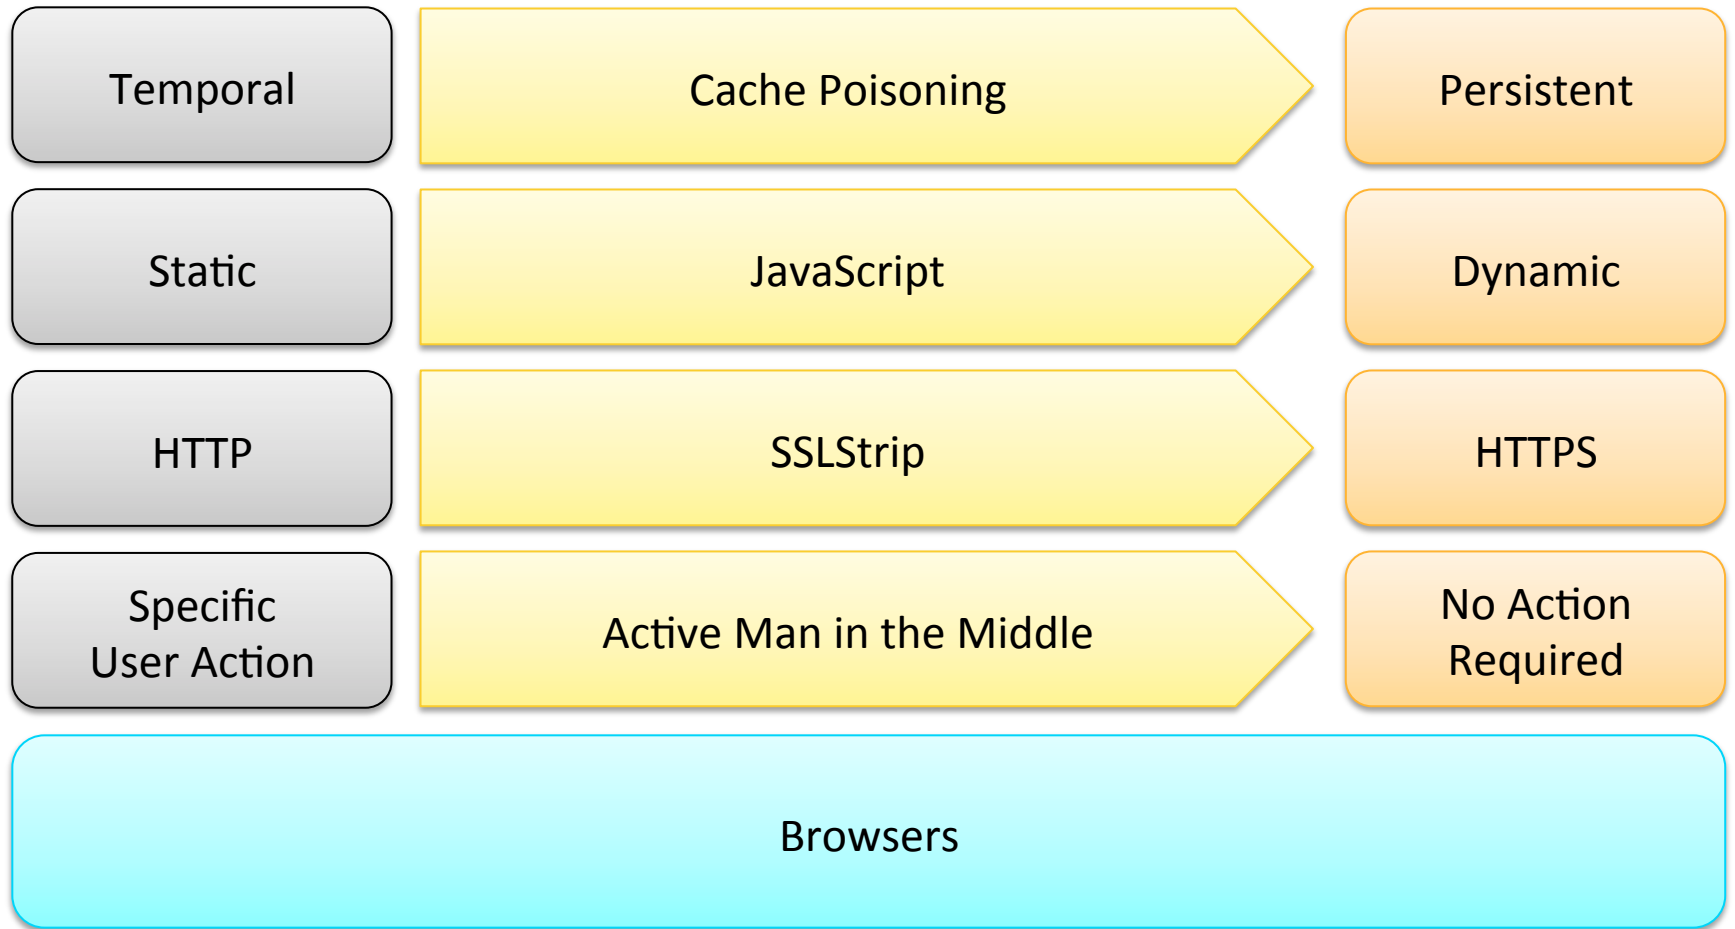 Temporal
Cache Poisoning
Persistent
Static
JavaScript
Dynamic
HTTP
SSLStrip
HTTPS
Specific
User Action
Active Man in the Middle
No Action
Required
Browsers